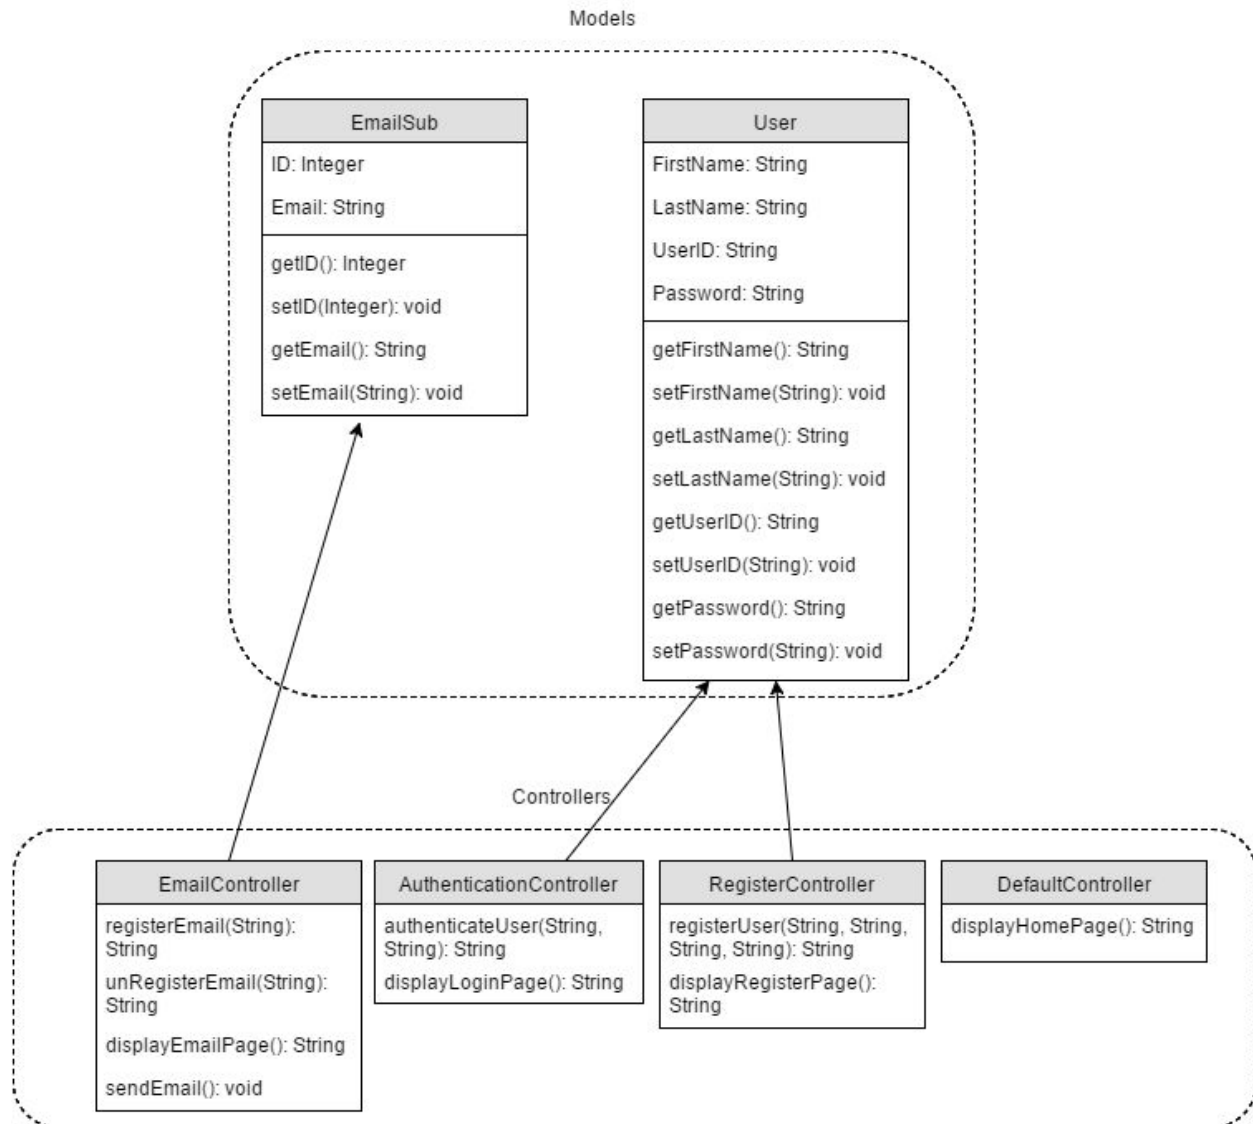 Models
EmailSub
ID: Integer
Email: String
getID(): Integer
setID(Integer): void
getEmail(): String
setEmail(String): void
User
FirstName: String
LastName: String
UserID: String
Password: String
getFirstName(): String
setFirstName(String): void
getLastName(): String
setLastName(String): void
getUserID(): String
setUserID(String): void
getPassword(): String
setPassword(String): void
Controllers
EmailController
registerEmail(String):
String
unRegisterEmail(String):
String
displayEmailPage(): String
sendEmail(): void
AuthenticationController
authenticateUser(String,
String): String
displayLoginPage(): String
RegisterController
registerUser(String, String,
String, String): String
displayRegisterPage():
String
DefaultController
displayHomePage(): String